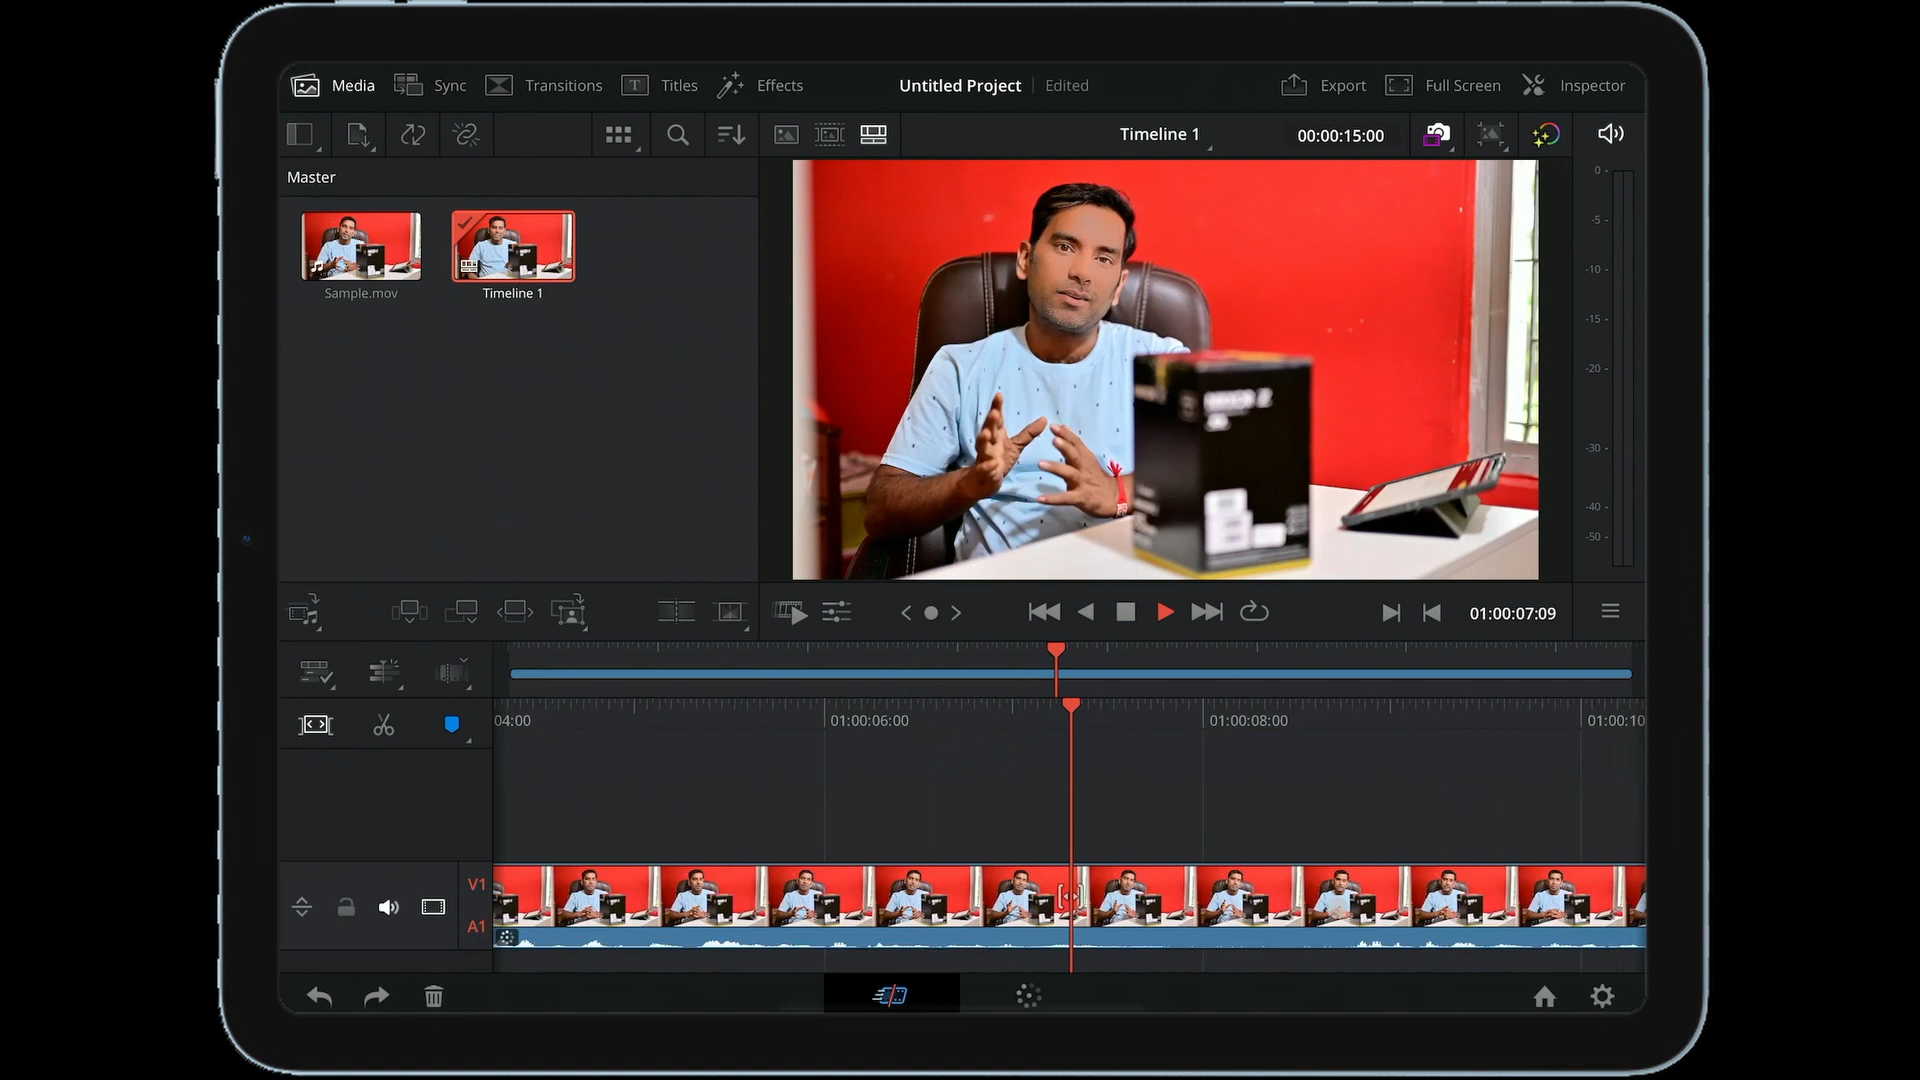 Media Sync Transitions Titles Effects Untitled Project Edited Export Full Screen Inspector
Timeline 1 00:00:15:00
Master
Sample.mov Timeline 1
0
-5
-10
-15
-20
-30
-40
-50
01:00:07:09
04:00 01:00:06:00 01:00:08:00 01:00:10
V1
A1